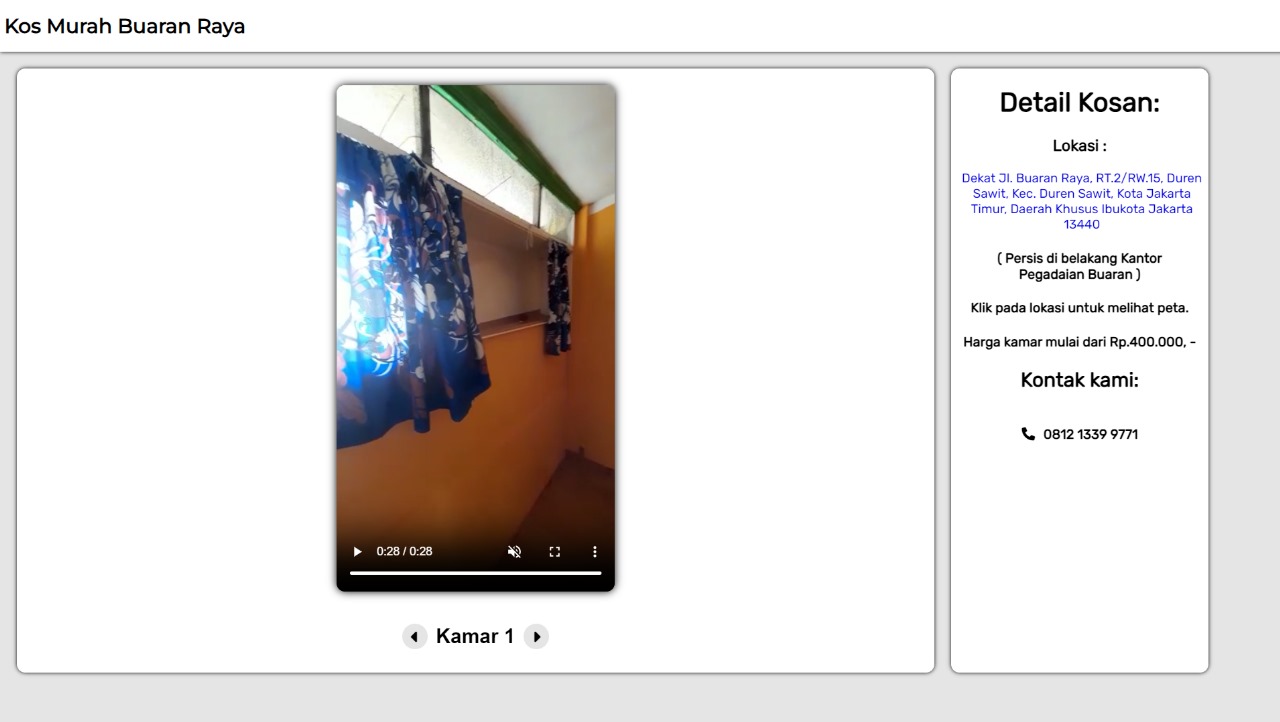 Kos Murah Buaran Raya
0:28 / 0:28
Kamar 1
Detail Kosan:
Lokasi :
Dekat Jl. Buaran Raya, RT.2/RW.15, Duren
Sawit, Kec. Duren Sawit, Kota Jakarta
Timur, Daerah Khusus Ibukota Jakarta
13440
( Persis di belakang Kantor
Pegadaian Buaran )
Klik pada lokasi untuk melihat peta.
Harga kamar mulai dari Rp.400.000, -
Kontak kami:
0812 1339 9771